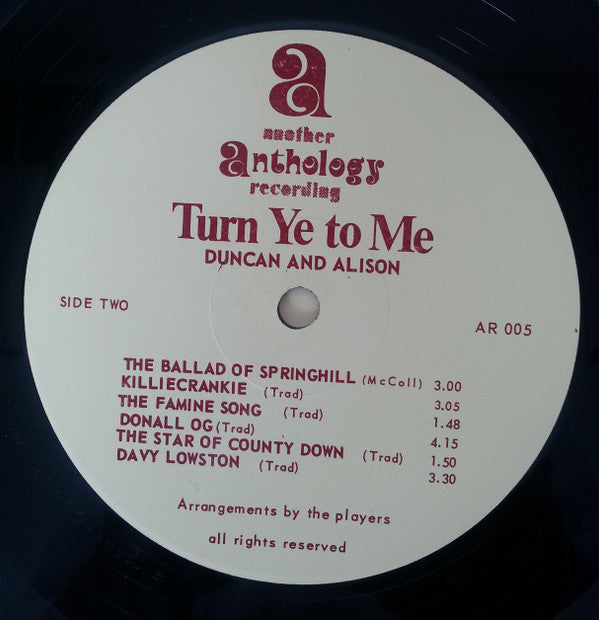 a
another
anthology
recording
Turn Ye to Me
DUNCAN AND ALISON
SIDE TWO
AR 005
THE BALLAD OF SPRINGHILL (McColl) 3.00
KILLIECRANKIE (Trad) 3.05
THE FAMINE SONG (Trad) 1.48
DONALL OG (Trad) 4.15
THE STAR OF COUNTY DOWN (Trad) 1.50
DAVY LOWSTON (Trad) 3.30
Arrangements by the players
all rights reserved